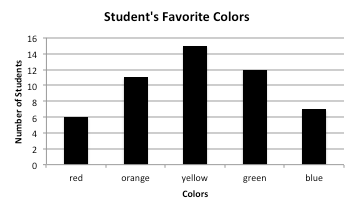 Student's Favorite Colors
Number of Students
16
14
12
10
8
6
4
2
0
red orange yellow green blue
Colors